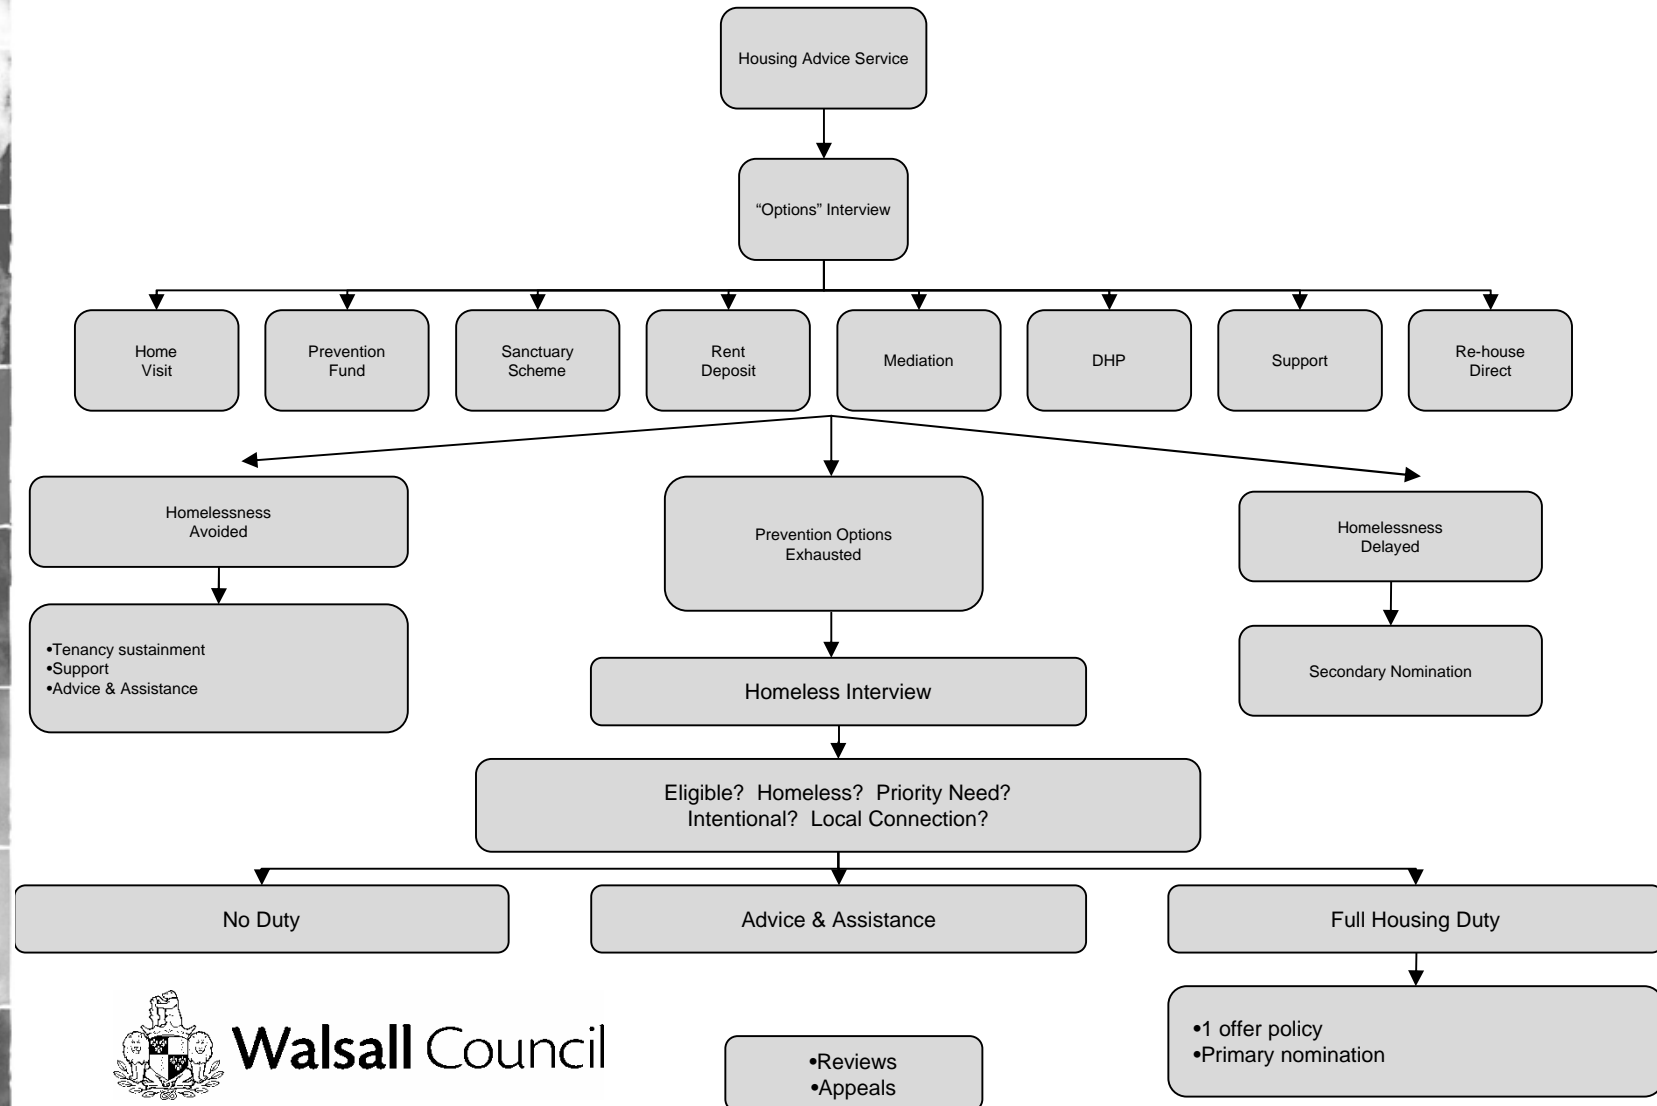 Housing Advice Service
“Options” Interview
Home
Visit
Prevention
Fund
Sanctuary
Scheme
Rent
Deposit
Mediation
DHP
Support
Re-house
Direct
Homelessness
Avoided
Prevention Options
Exhausted
Homelessness
Delayed
•Tenancy sustainment
•Support
•Advice & Assistance
Homeless Interview
Secondary Nomination
Eligible?  Homeless?  Priority Need?
Intentional?  Local Connection?
No Duty
Advice & Assistance
Full Housing Duty
•1 offer policy
•Primary nomination
Walsall Council
•Reviews
•Appeals